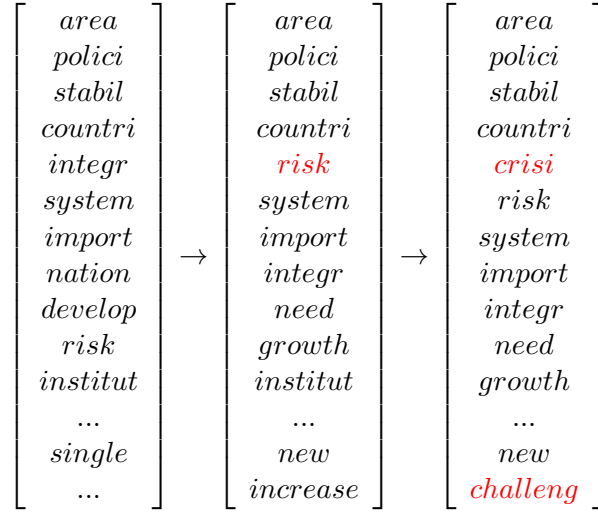 area area area
polici polici polici
stabil stabil stabil
countri countri countri
integr risk crisi
system system risk
import import system
nation → integr → import
develop need integr
risk growth need
institut institut growth
... ... ...
single new new
... increase challeng